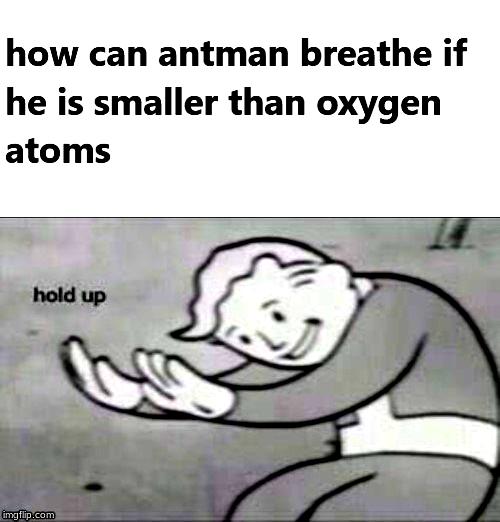 how can antman breathe if
he is smaller than oxygen
atoms
hold up
imgflip.com